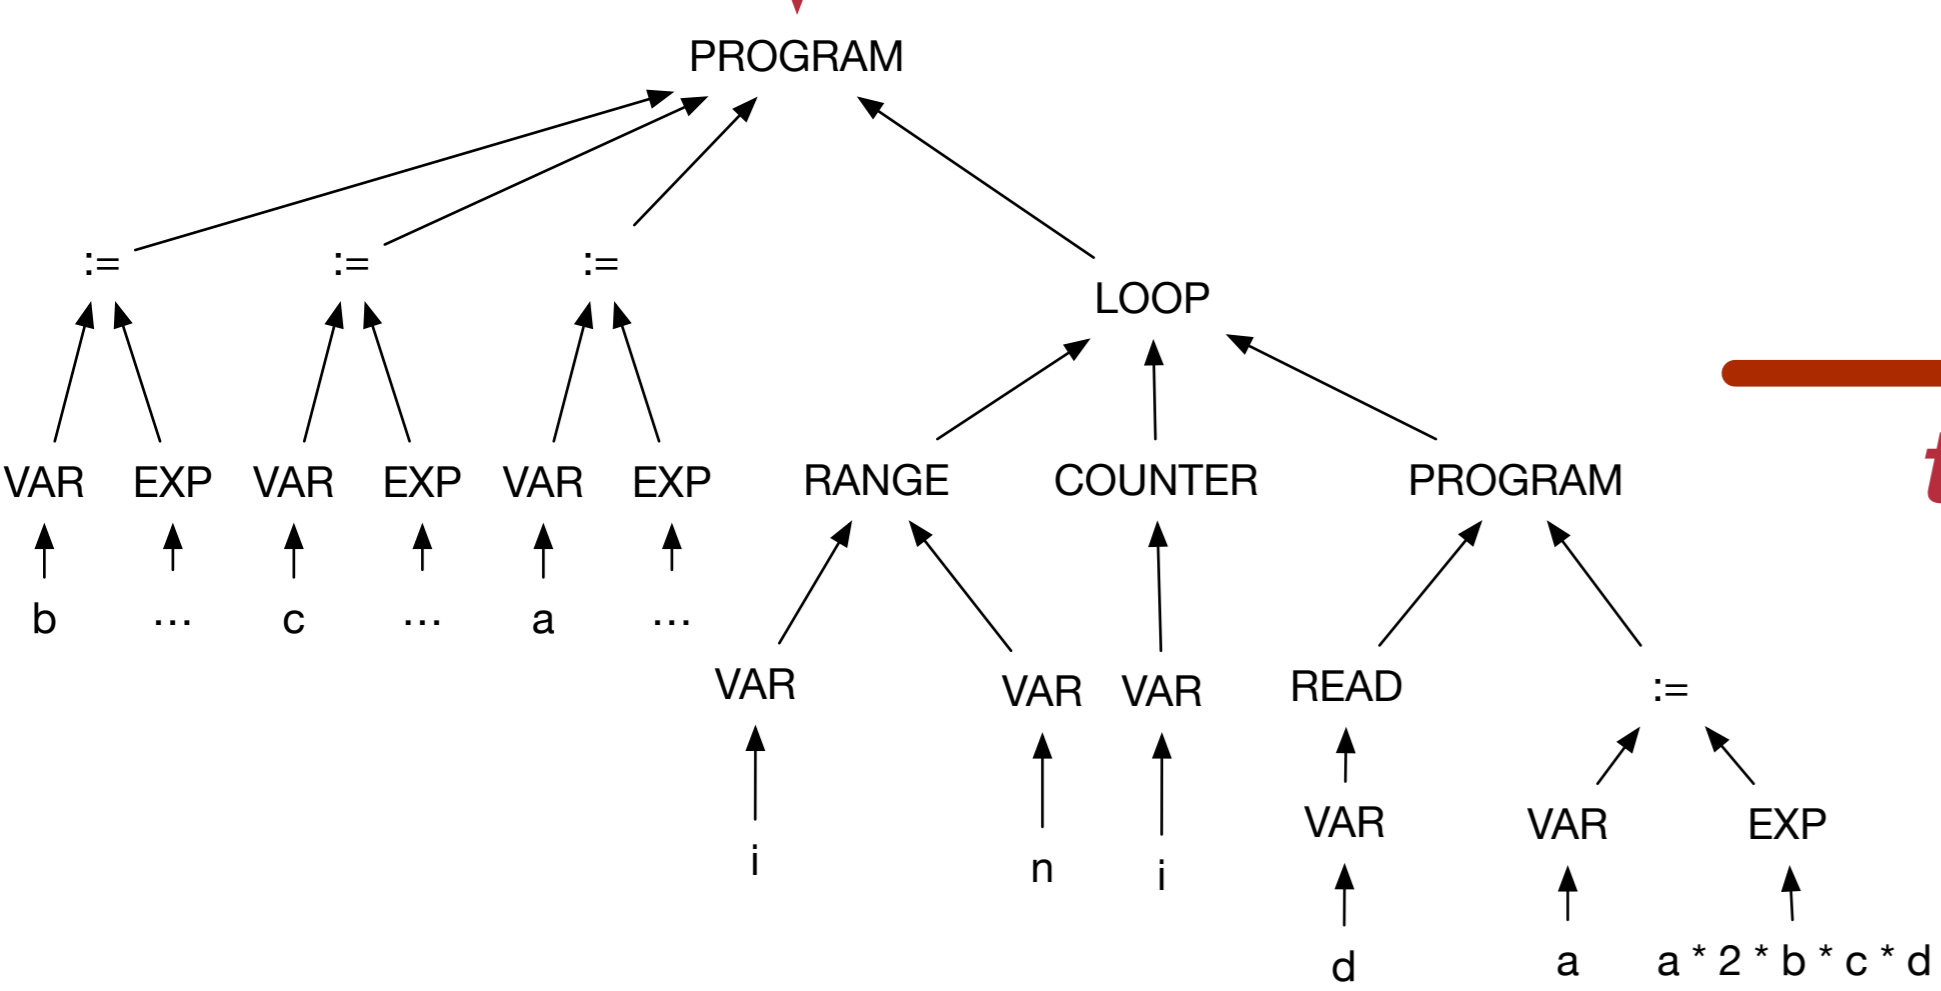 PROGRAM
:= := :=
LOOP
VAR EXP VAR EXP VAR EXP RANGE COUNTER PROGRAM
b ... c ... a ...
VAR VAR VAR READ :=
VAR VAR EXP
i n i
d a a * 2 * b * c * d